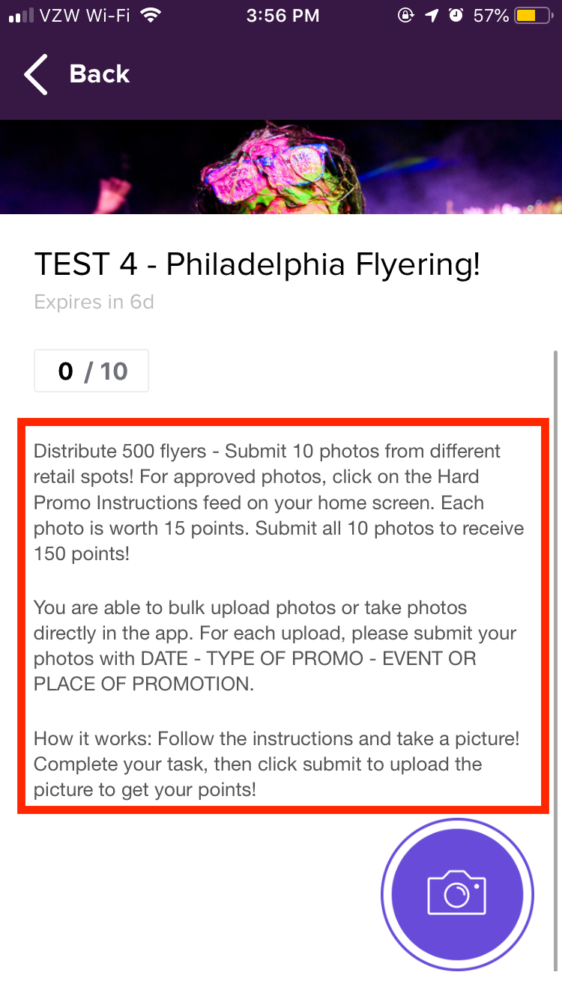 VZW Wi-Fi 3:56 PM 57%
Back
TEST 4 - Philadelphia Flyering!
Expires in 6d
0 / 10
Distribute 500 flyers - Submit 10 photos from different
retail spots! For approved photos, click on the Hard
Promo Instructions feed on your home screen. Each
photo is worth 15 points. Submit all 10 photos to receive
150 points!
You are able to bulk upload photos or take photos
directly in the app. For each upload, please submit your
photos with DATE - TYPE OF PROMO - EVENT OR
PLACE OF PROMOTION.
How it works: Follow the instructions and take a picture!
Complete your task, then click submit to upload the
picture to get your points!